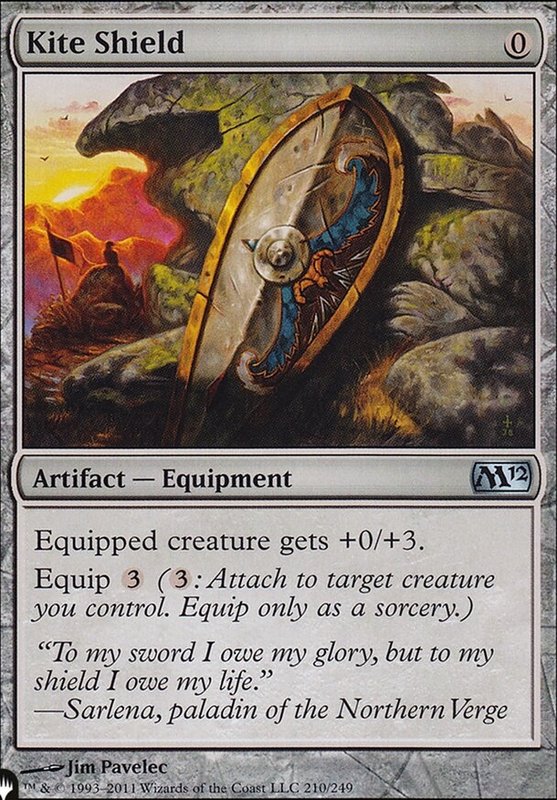 Kite Shield 0
Artifact — Equipment M12
Equipped creature gets +0/+3.
Equip 3 (3: Attach to target creature
you control. Equip only as a sorcery.)
“To my sword I owe my glory, but to my
shield I owe my life.”
—Sarlena, paladin of the Northern Verge
Jim Pavelec
™ & © 1993–2011 Wizards of the Coast LLC 210/249